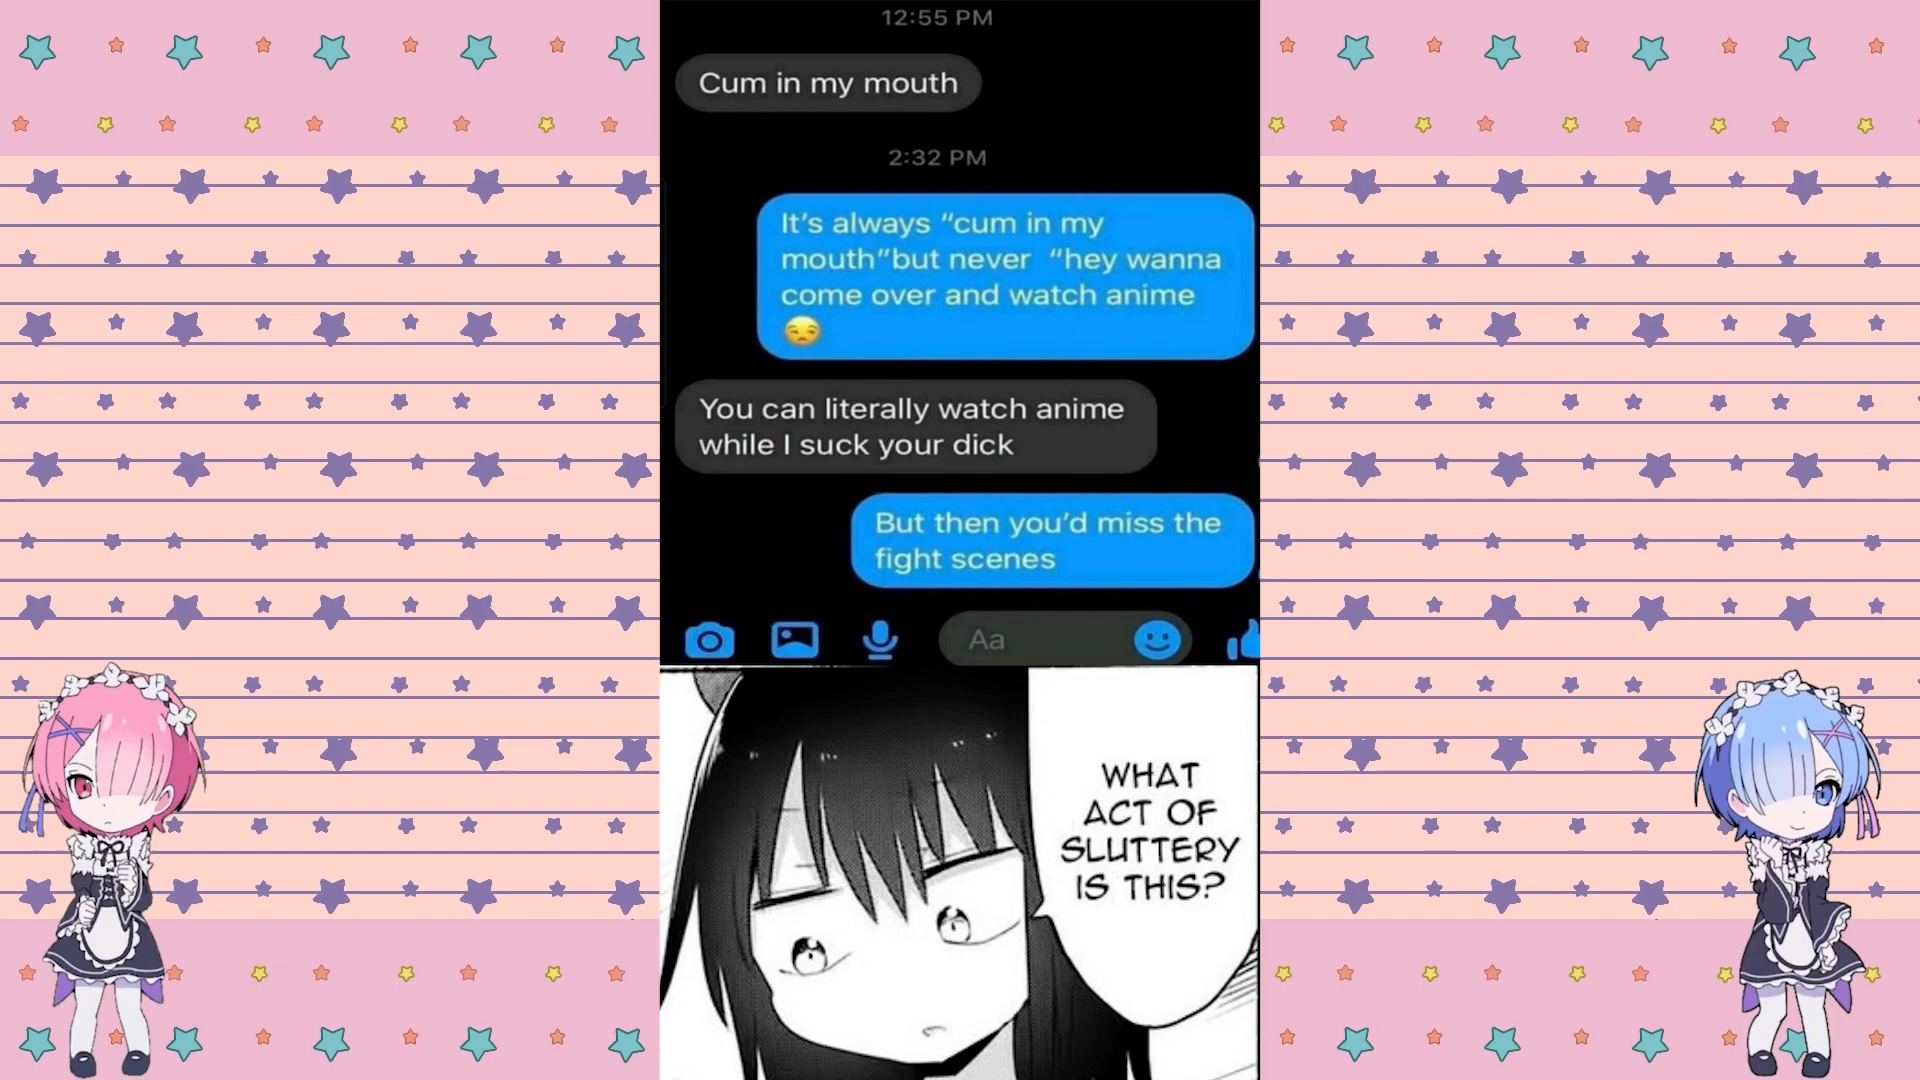 12:55 PM
Cum in my mouth
2:32 PM
It's always “cum in my
mouth”but never “hey wanna
come over and watch anime
😒
You can literally watch anime
while I suck your dick
But then you'd miss the
fight scenes
Aa
WHAT
ACT OF
SLUTTERY
IS THIS?